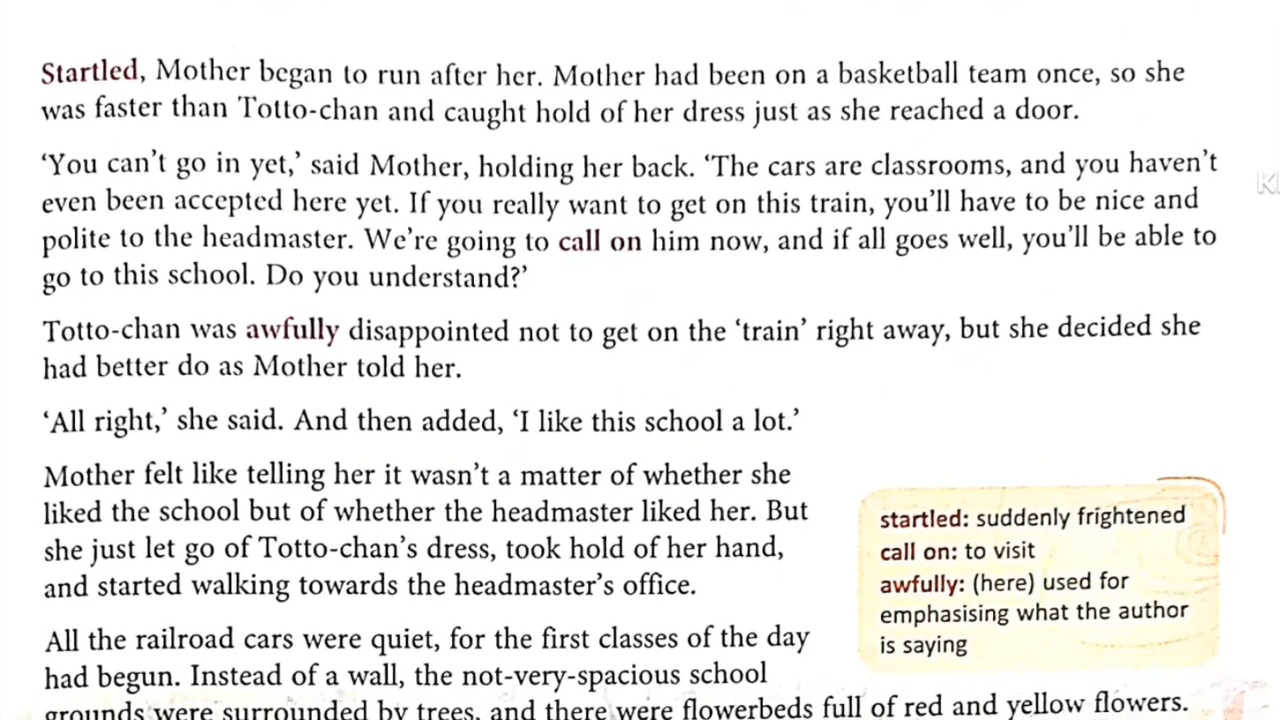 Startled, Mother began to run after her. Mother had been on a basketball team once, so she
was faster than Totto-chan and caught hold of her dress just as she reached a door.
‘You can’t go in yet,’ said Mother, holding her back. ‘The cars are classrooms, and you haven’t
even been accepted here yet. If you really want to get on this train, you’ll have to be nice and
polite to the headmaster. We’re going to call on him now, and if all goes well, you’ll be able to
go to this school. Do you understand?’
Totto-chan was awfully disappointed not to get on the ‘train’ right away, but she decided she
had better do as Mother told her.
‘All right,’ she said. And then added, ‘I like this school a lot.’
Mother felt like telling her it wasn’t a matter of whether she
liked the school but of whether the headmaster liked her. But
she just let go of Totto-chan’s dress, took hold of her hand,
and started walking towards the headmaster’s office.
All the railroad cars were quiet, for the first classes of the day
had begun. Instead of a wall, the not-very-spacious school
grounds were surrounded by trees, and there were flowerbeds full of red and yellow flowers.
startled: suddenly frightened
call on: to visit
awfully: (here) used for
emphasising what the author
is saying